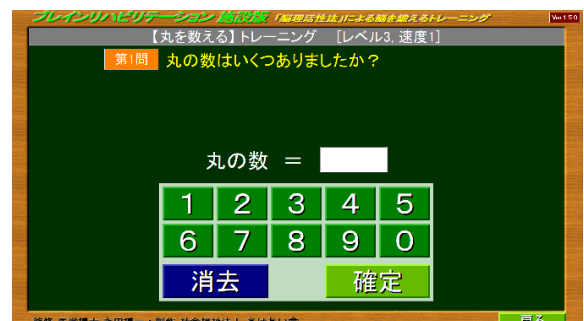 ブレインリハビリテーション 施設版 「脳理話性法」による脳を鍛えるトレーニング Ver.1.5.0
【丸を数える】トレーニング [レベル3, 速度1]
第1問 丸の数はいくつありましたか？
丸の数 ＝
1 2 3 4 5
6 7 8 9 0
消去 確定
戻る